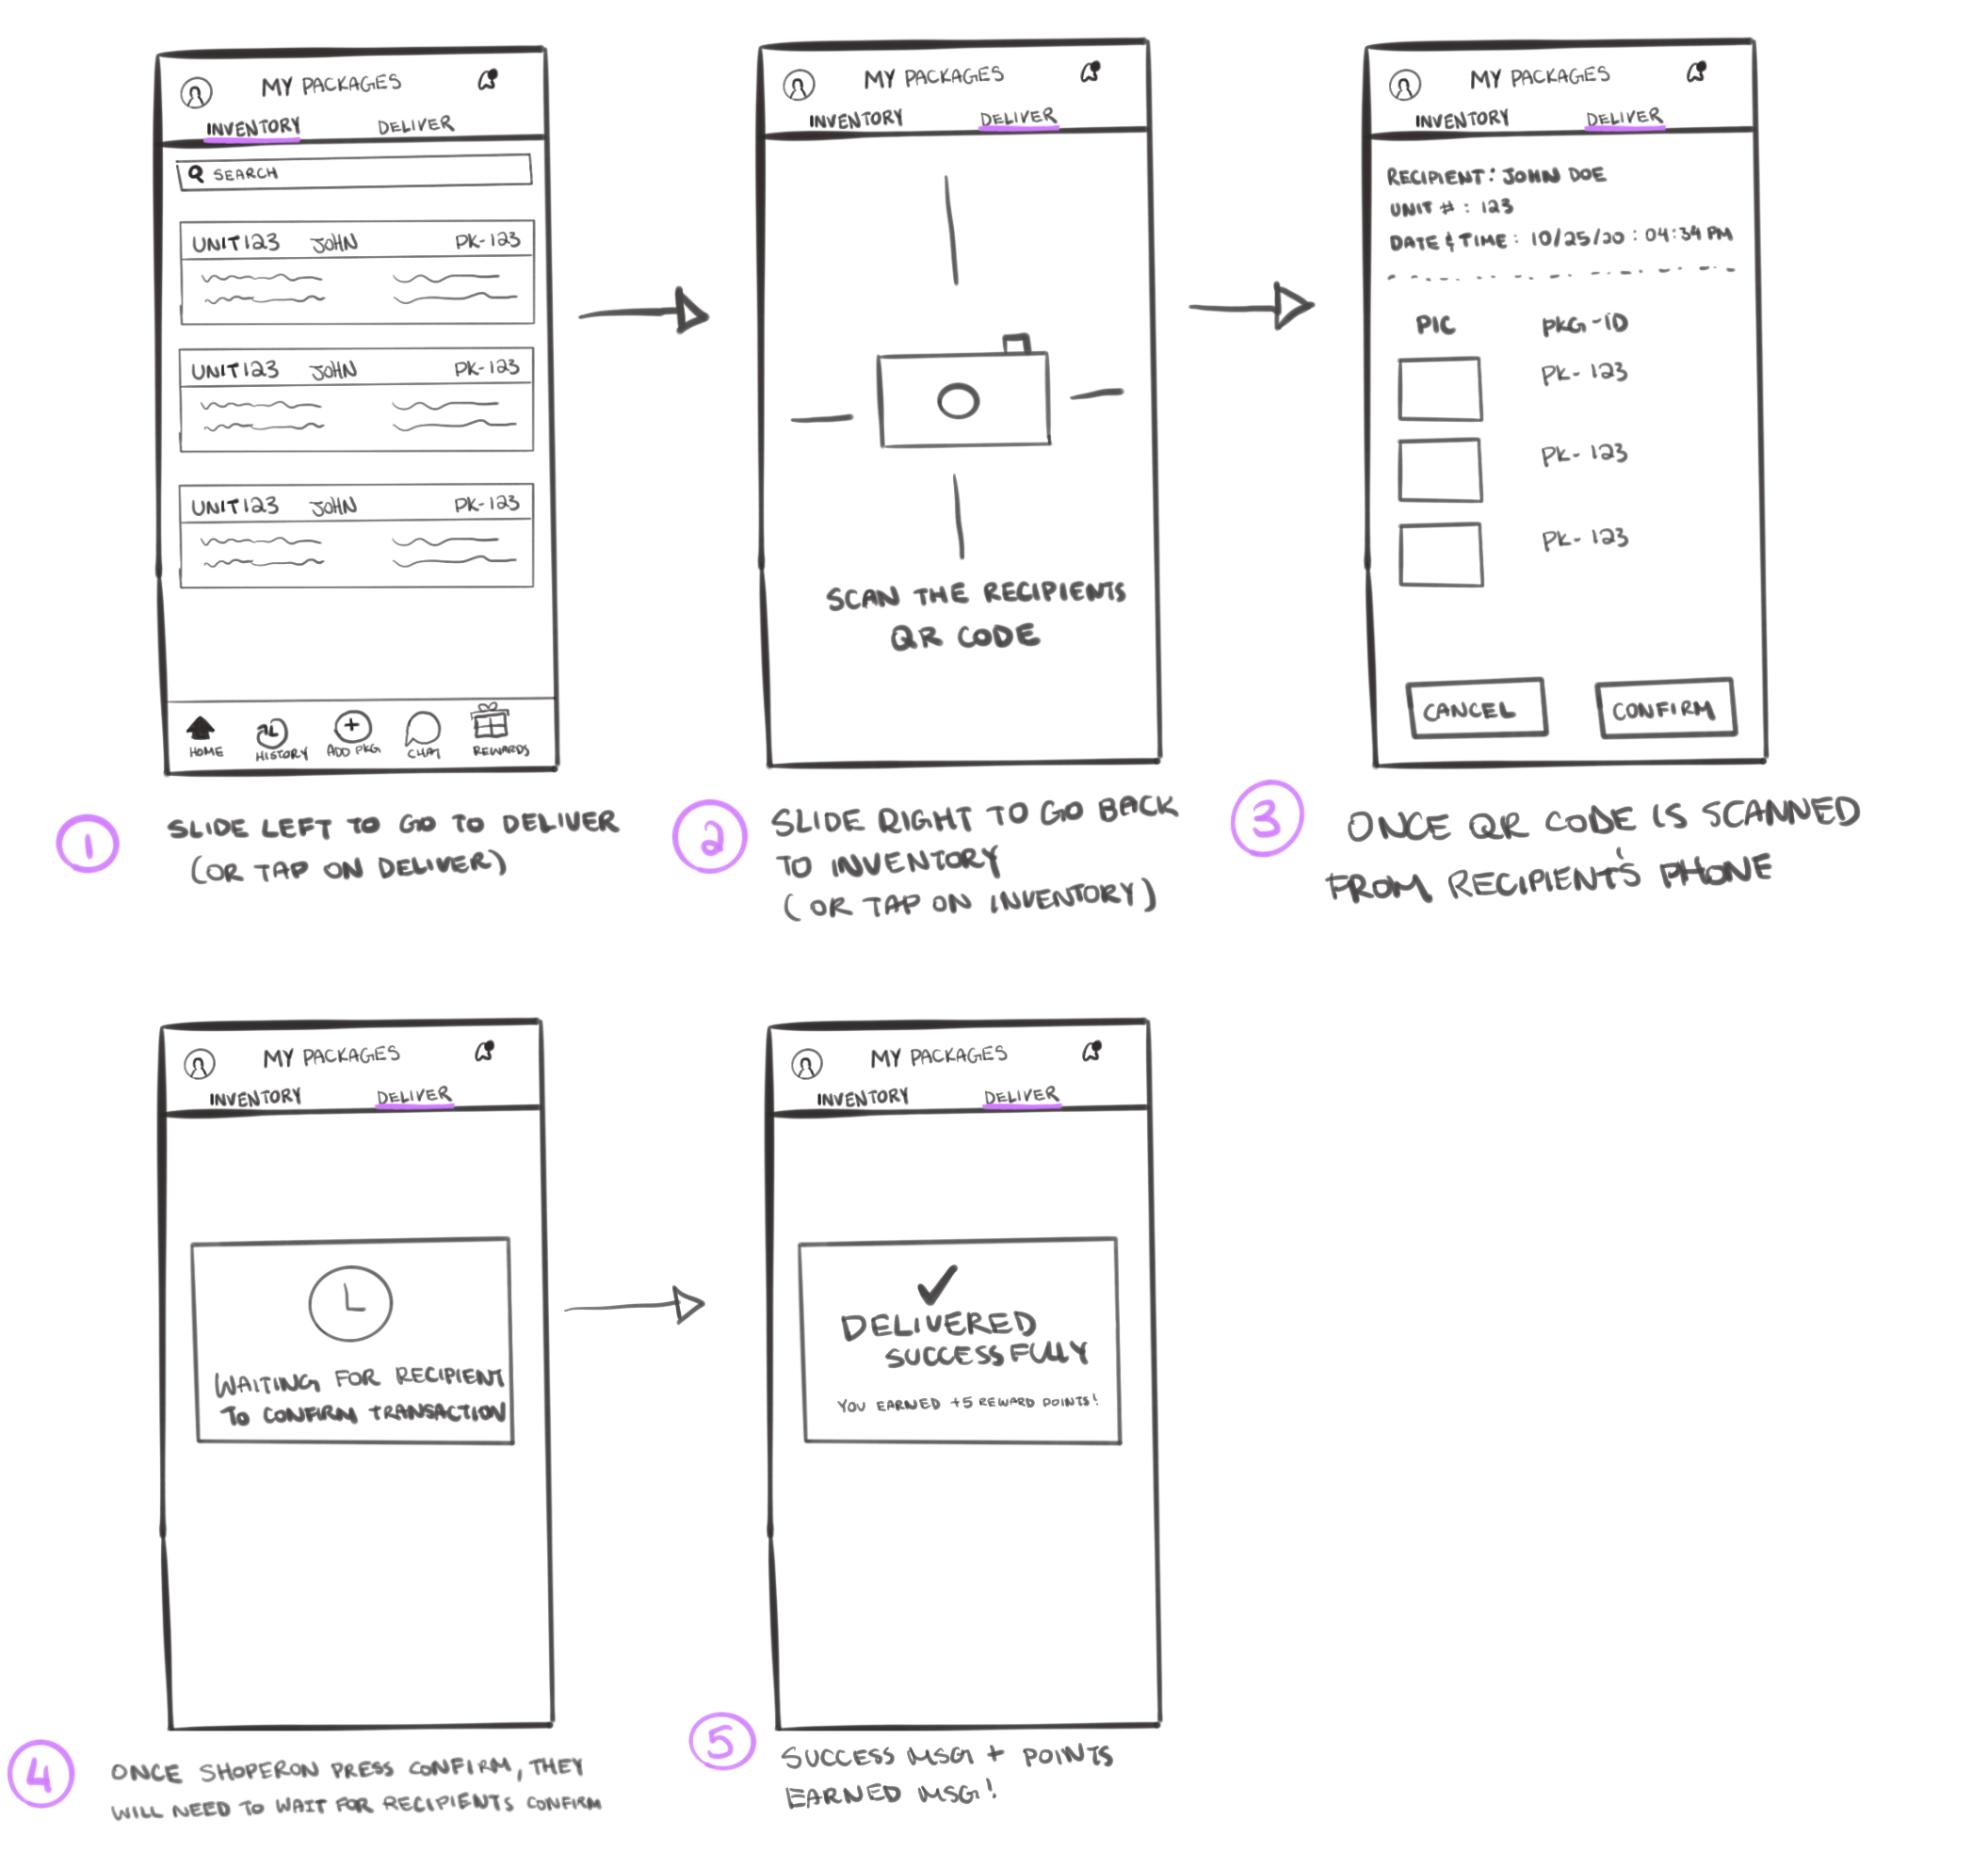 MY PACKAGES
INVENTORY DELIVER
SEARCH
UNIT123 JOHN PK-123
UNIT123 JOHN PK-123
UNIT123 JOHN PK-123
HOME HISTORY ADD PKG CHAT REWARDS
1 SLIDE LEFT TO GO TO DELIVER
(OR TAP ON DELIVER)
MY PACKAGES
INVENTORY DELIVER
SCAN THE RECIPIENTS
QR CODE
2 SLIDE RIGHT TO GO BACK
TO INVENTORY
(OR TAP ON INVENTORY)
MY PACKAGES
INVENTORY DELIVER
RECIPIENT: JOHN DOE
UNIT # : 123
DATE & TIME : 10/25/20 : 04:34 PM
PIC PKG-ID
PK-123
PK-123
PK-123
CANCEL CONFIRM
3 ONCE QR CODE IS SCANNED
FROM RECIPIENT'S PHONE
MY PACKAGES
INVENTORY DELIVER
WAITING FOR RECIPIENT
TO CONFIRM TRANSACTION
4 ONCE SHOPERON PRESS CONFIRM, THEY
WILL NEED TO WAIT FOR RECIPIENTS CONFIRM
MY PACKAGES
INVENTORY DELIVER
DELIVERED
SUCCESSFULLY
YOU EARNED +5 REWARD POINTS!
5 SUCCESS MSG + POINTS
EARNED MSG!